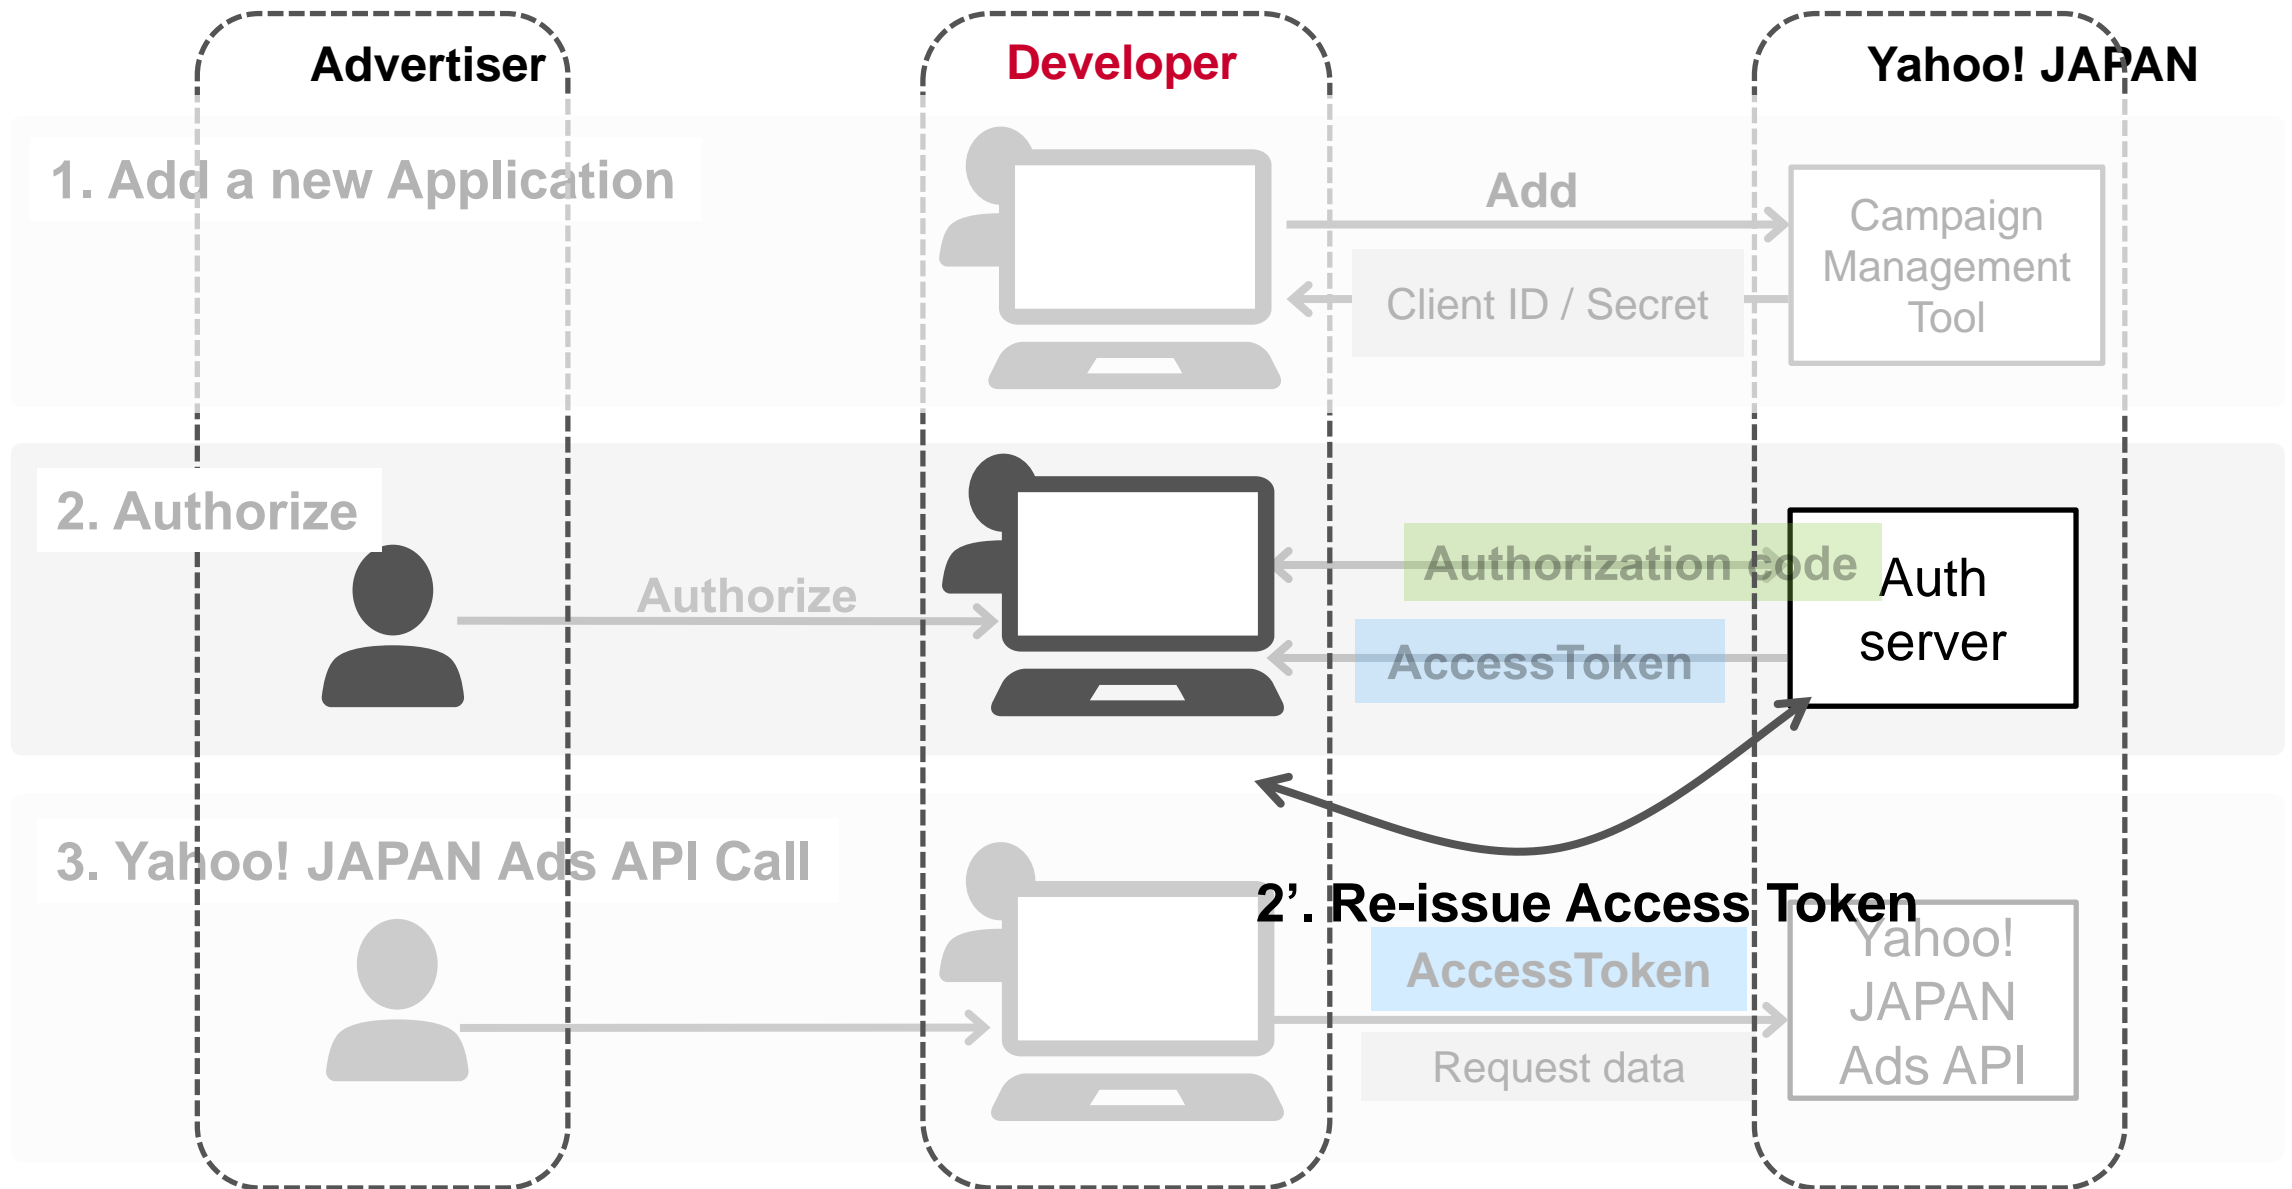 Advertiser
Developer
Yahoo! JAPAN
1. Add a new Application
Add
Client ID / Secret
Campaign
Management
Tool
2. Authorize
Authorize
Authorization code
AccessToken
Auth
server
3. Yahoo! JAPAN Ads API Call
2’. Re-issue Access Token
AccessToken
Request data
Yahoo!
JAPAN
Ads API